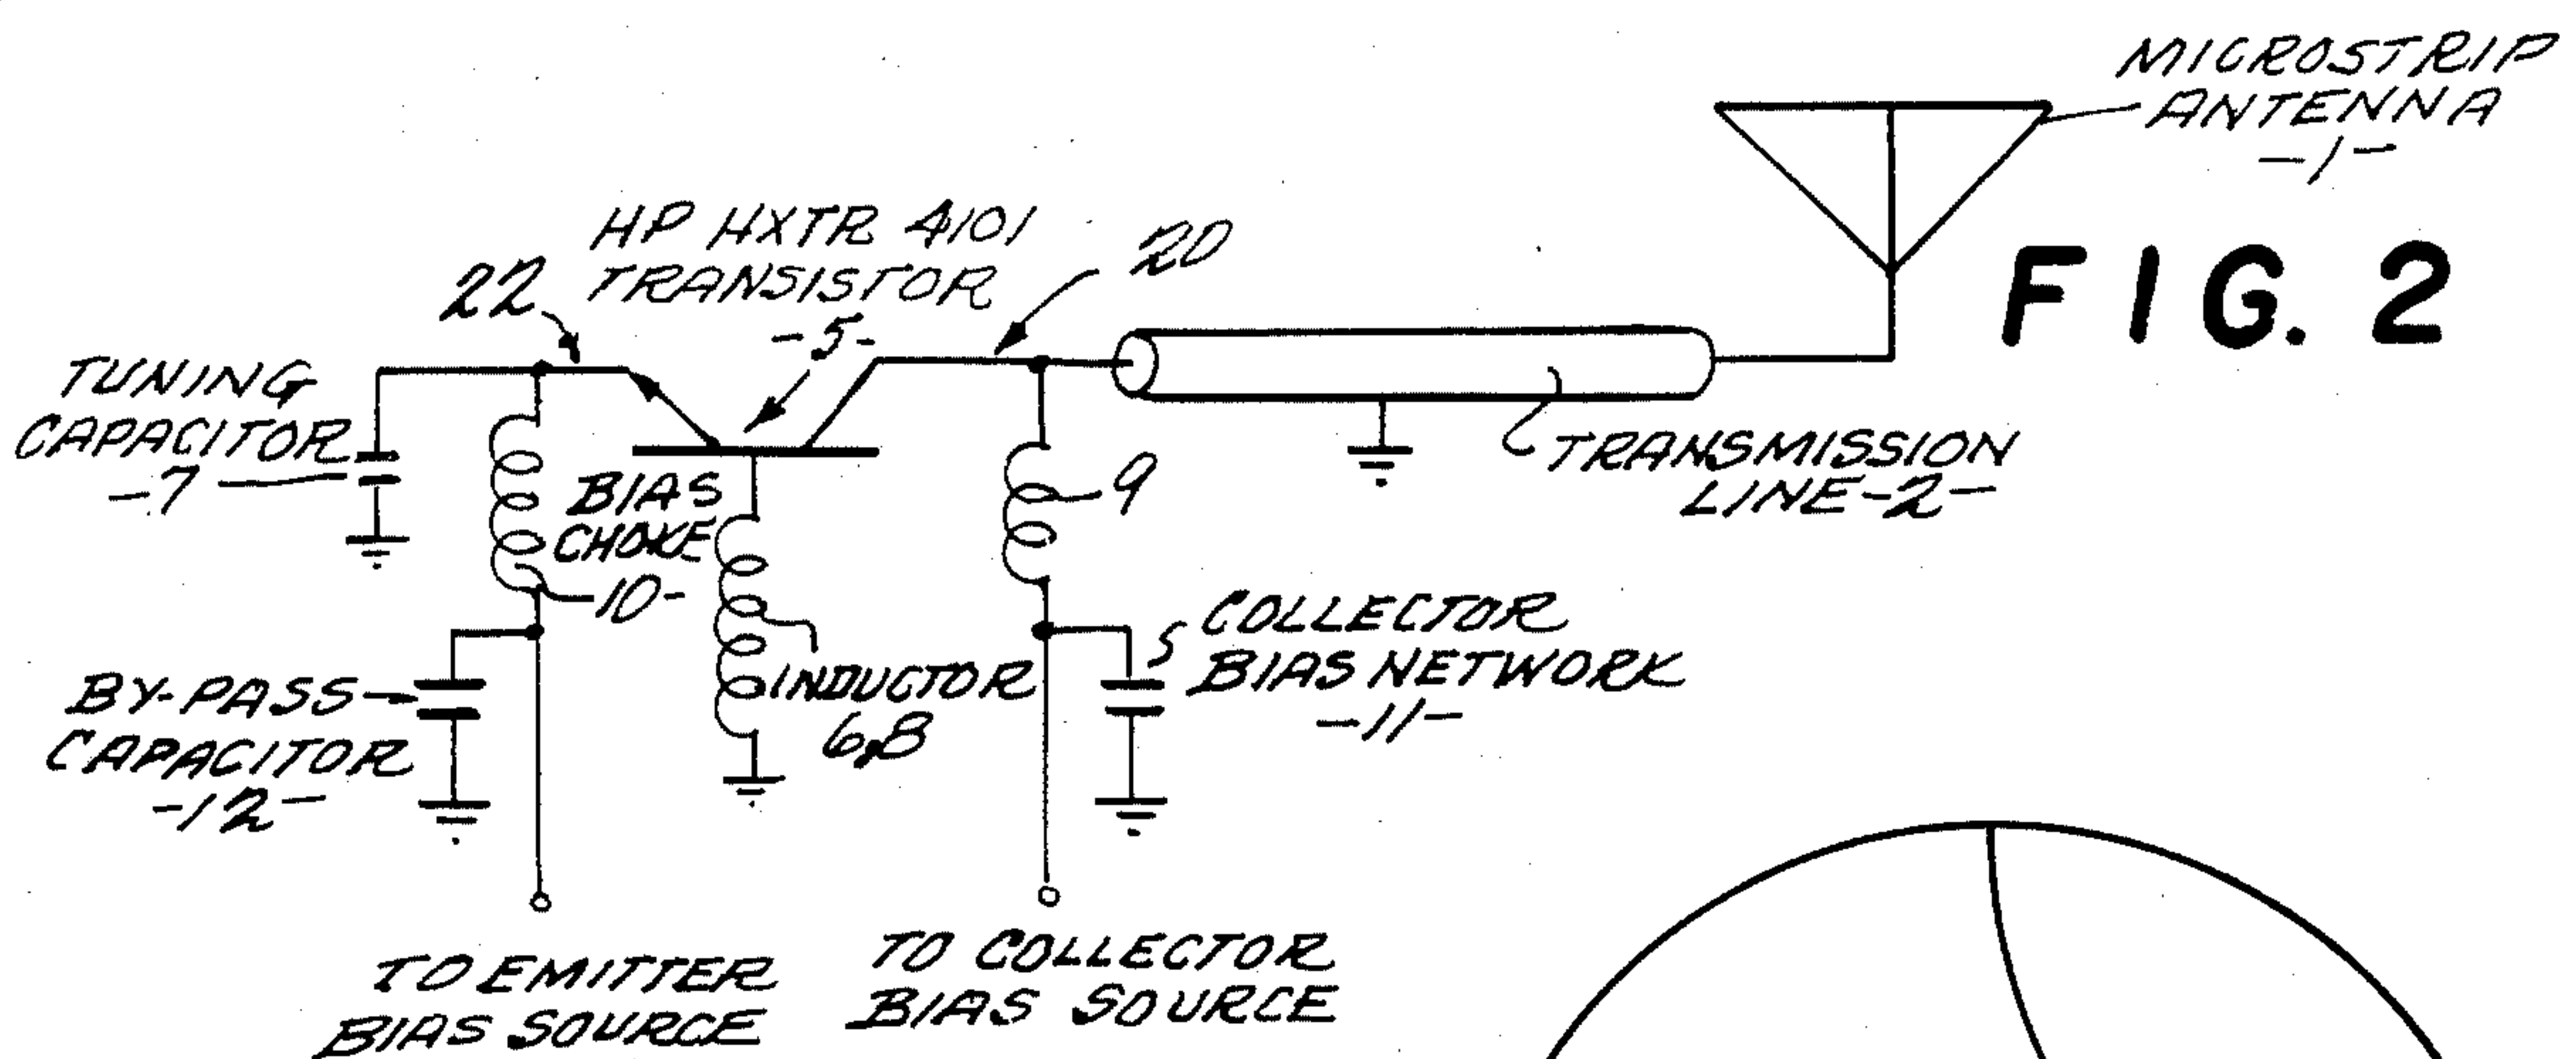 MICROSTRIP
ANTENNA
-1-
FIG. 2
HP HXTR 4101
TRANSISTOR
-5-
20
22
TUNING
CAPACITOR
-7
TRANSMISSION
LINE-2-
9
BIAS
CHOKE
-10-
COLLECTOR
BIAS NETWORK
-11-
INDUCTOR
6,8
BY-PASS
CAPACITOR
-12-
TO EMITTER
BIAS SOURCE
TO COLLECTOR
BIAS SOURCE